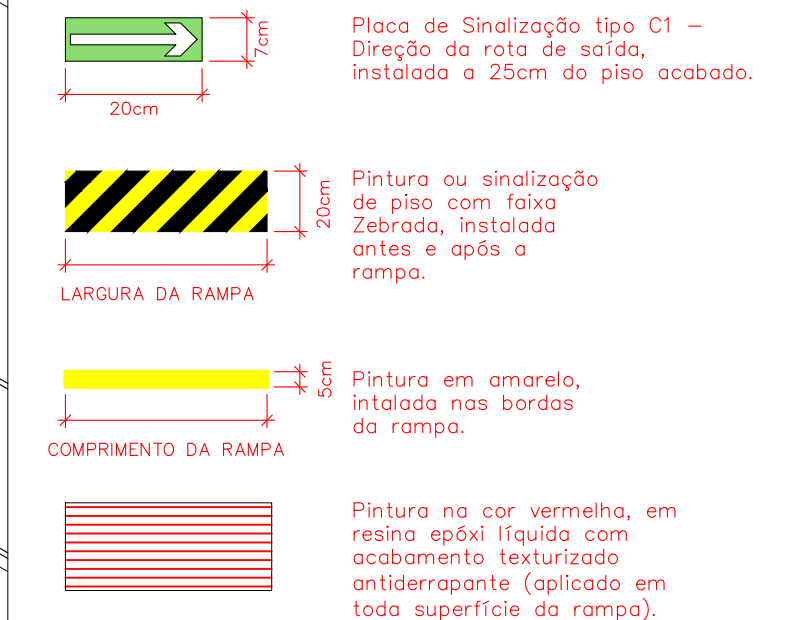 7cm
20cm
Placa de Sinalização tipo C1 –
Direção da rota de saída,
instalada a 25cm do piso acabado.
20cm
LARGURA DA RAMPA
Pintura ou sinalização
de piso com faixa
Zebrada, instalada
antes e após a
rampa.
5cm
COMPRIMENTO DA RAMPA
Pintura em amarelo,
intalada nas bordas
da rampa.
Pintura na cor vermelha, em
resina epóxi líquida com
acabamento texturizado
antiderrapante (aplicado em
toda superfície da rampa).